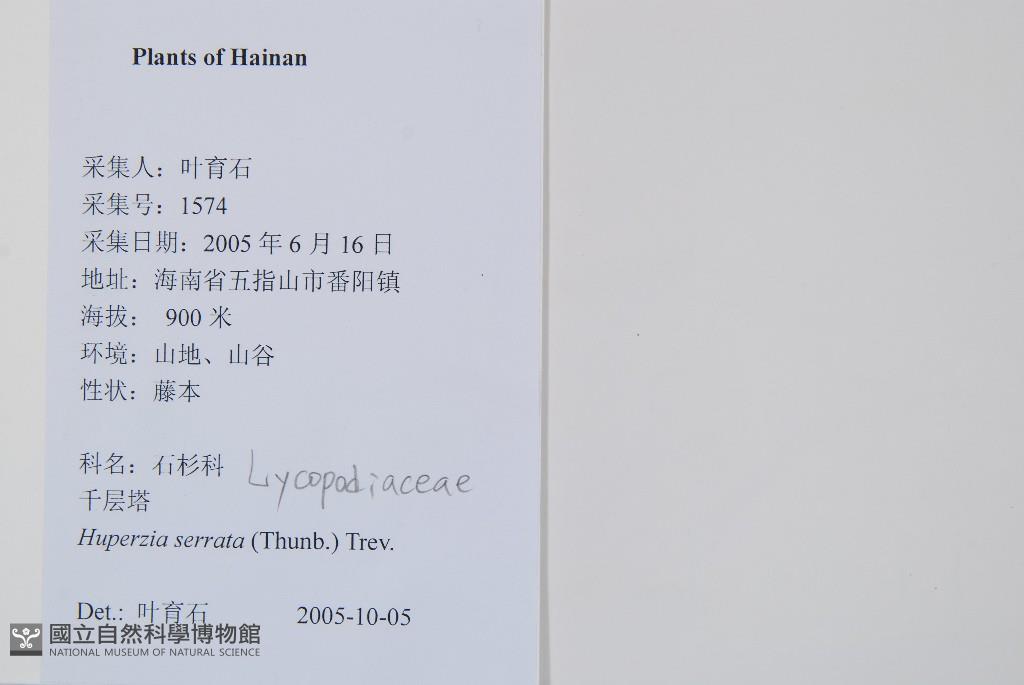 Plants of Hainan
采集人：叶育石
采集号：1574
采集日期：2005 年 6 月 16 日
地址：海南省五指山市番阳镇
海拔： 900 米
环境：山地、山谷
性状：藤本
科名：石杉科 Lycopodiaceae
千层塔
Huperzia serrata (Thunb.) Trev.
Det.: 叶育石 2005-10-05
國立自然科學博物館
NATIONAL MUSEUM OF NATURAL SCIENCE